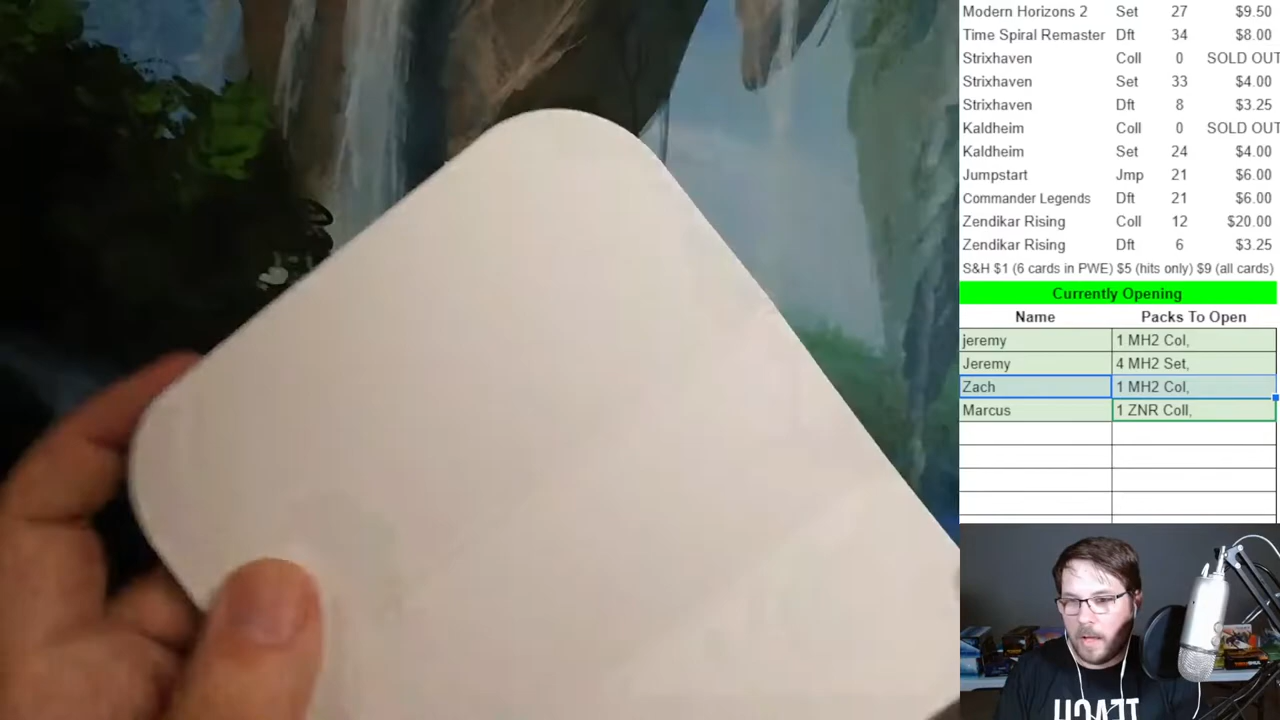 Modern Horizons 2 Set 27 $9.50
Time Spiral Remaster Dft 34 $8.00
Strixhaven Coll 0 SOLD OUT
Strixhaven Set 33 $4.00
Strixhaven Dft 8 $3.25
Kaldheim Coll 0 SOLD OUT
Kaldheim Set 24 $4.00
Jumpstart Jmp 21 $6.00
Commander Legends Dft 21 $6.00
Zendikar Rising Coll 12 $20.00
Zendikar Rising Dft 6 $3.25
S&H $1 (6 cards in PWE) $5 (hits only) $9 (all cards)
Currently Opening
Name Packs To Open
jeremy 1 MH2 Col,
Jeremy 4 MH2 Set,
Zach 1 MH2 Col,
Marcus 1 ZNR Coll,